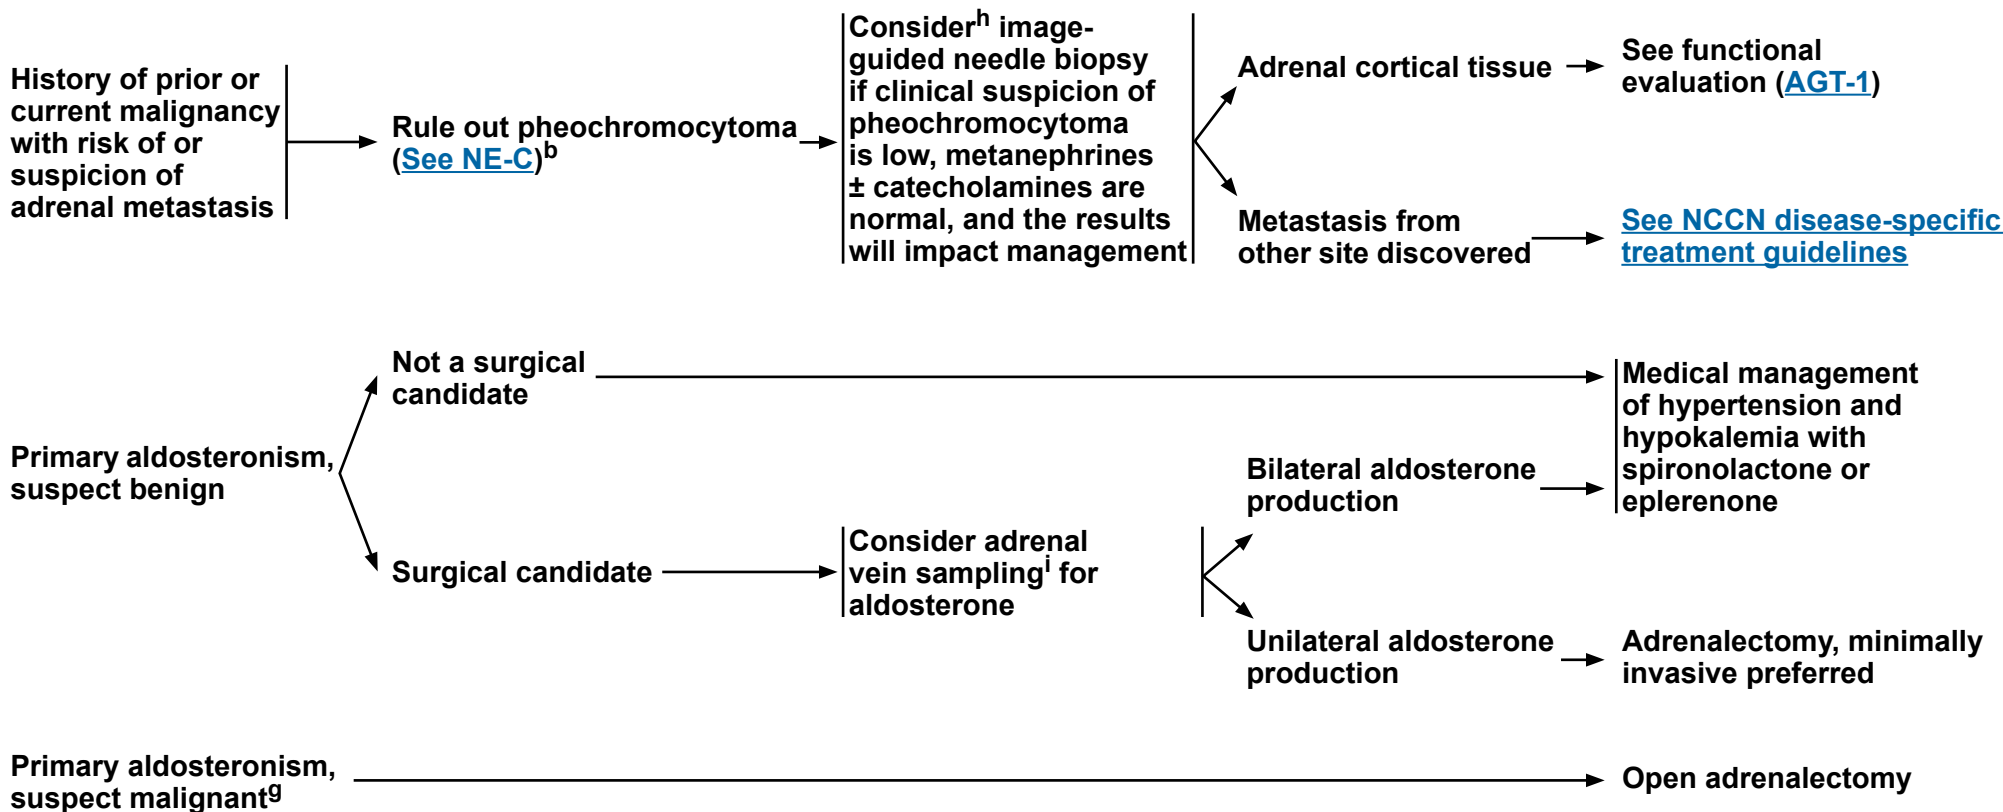 History of prior or
current malignancy
with risk of or
suspicion of
adrenal metastasis
Rule out pheochromocytoma
(See NE-C)b
Considerh image-
guided needle biopsy
if clinical suspicion of
pheochromocytoma
is low, metanephrines
± catecholamines are
normal, and the results
will impact management
Adrenal cortical tissue
See functional
evaluation (AGT-1)
Metastasis from
other site discovered
See NCCN disease-specific
treatment guidelines
Primary aldosteronism,
suspect benign
Not a surgical
candidate
Medical management
of hypertension and
hypokalemia with
spironolactone or
eplerenone
Surgical candidate
Consider adrenal
vein samplingi for
aldosterone
Bilateral aldosterone
production
Unilateral aldosterone
production
Adrenalectomy, minimally
invasive preferred
Primary aldosteronism,
suspect malignantg
Open adrenalectomy